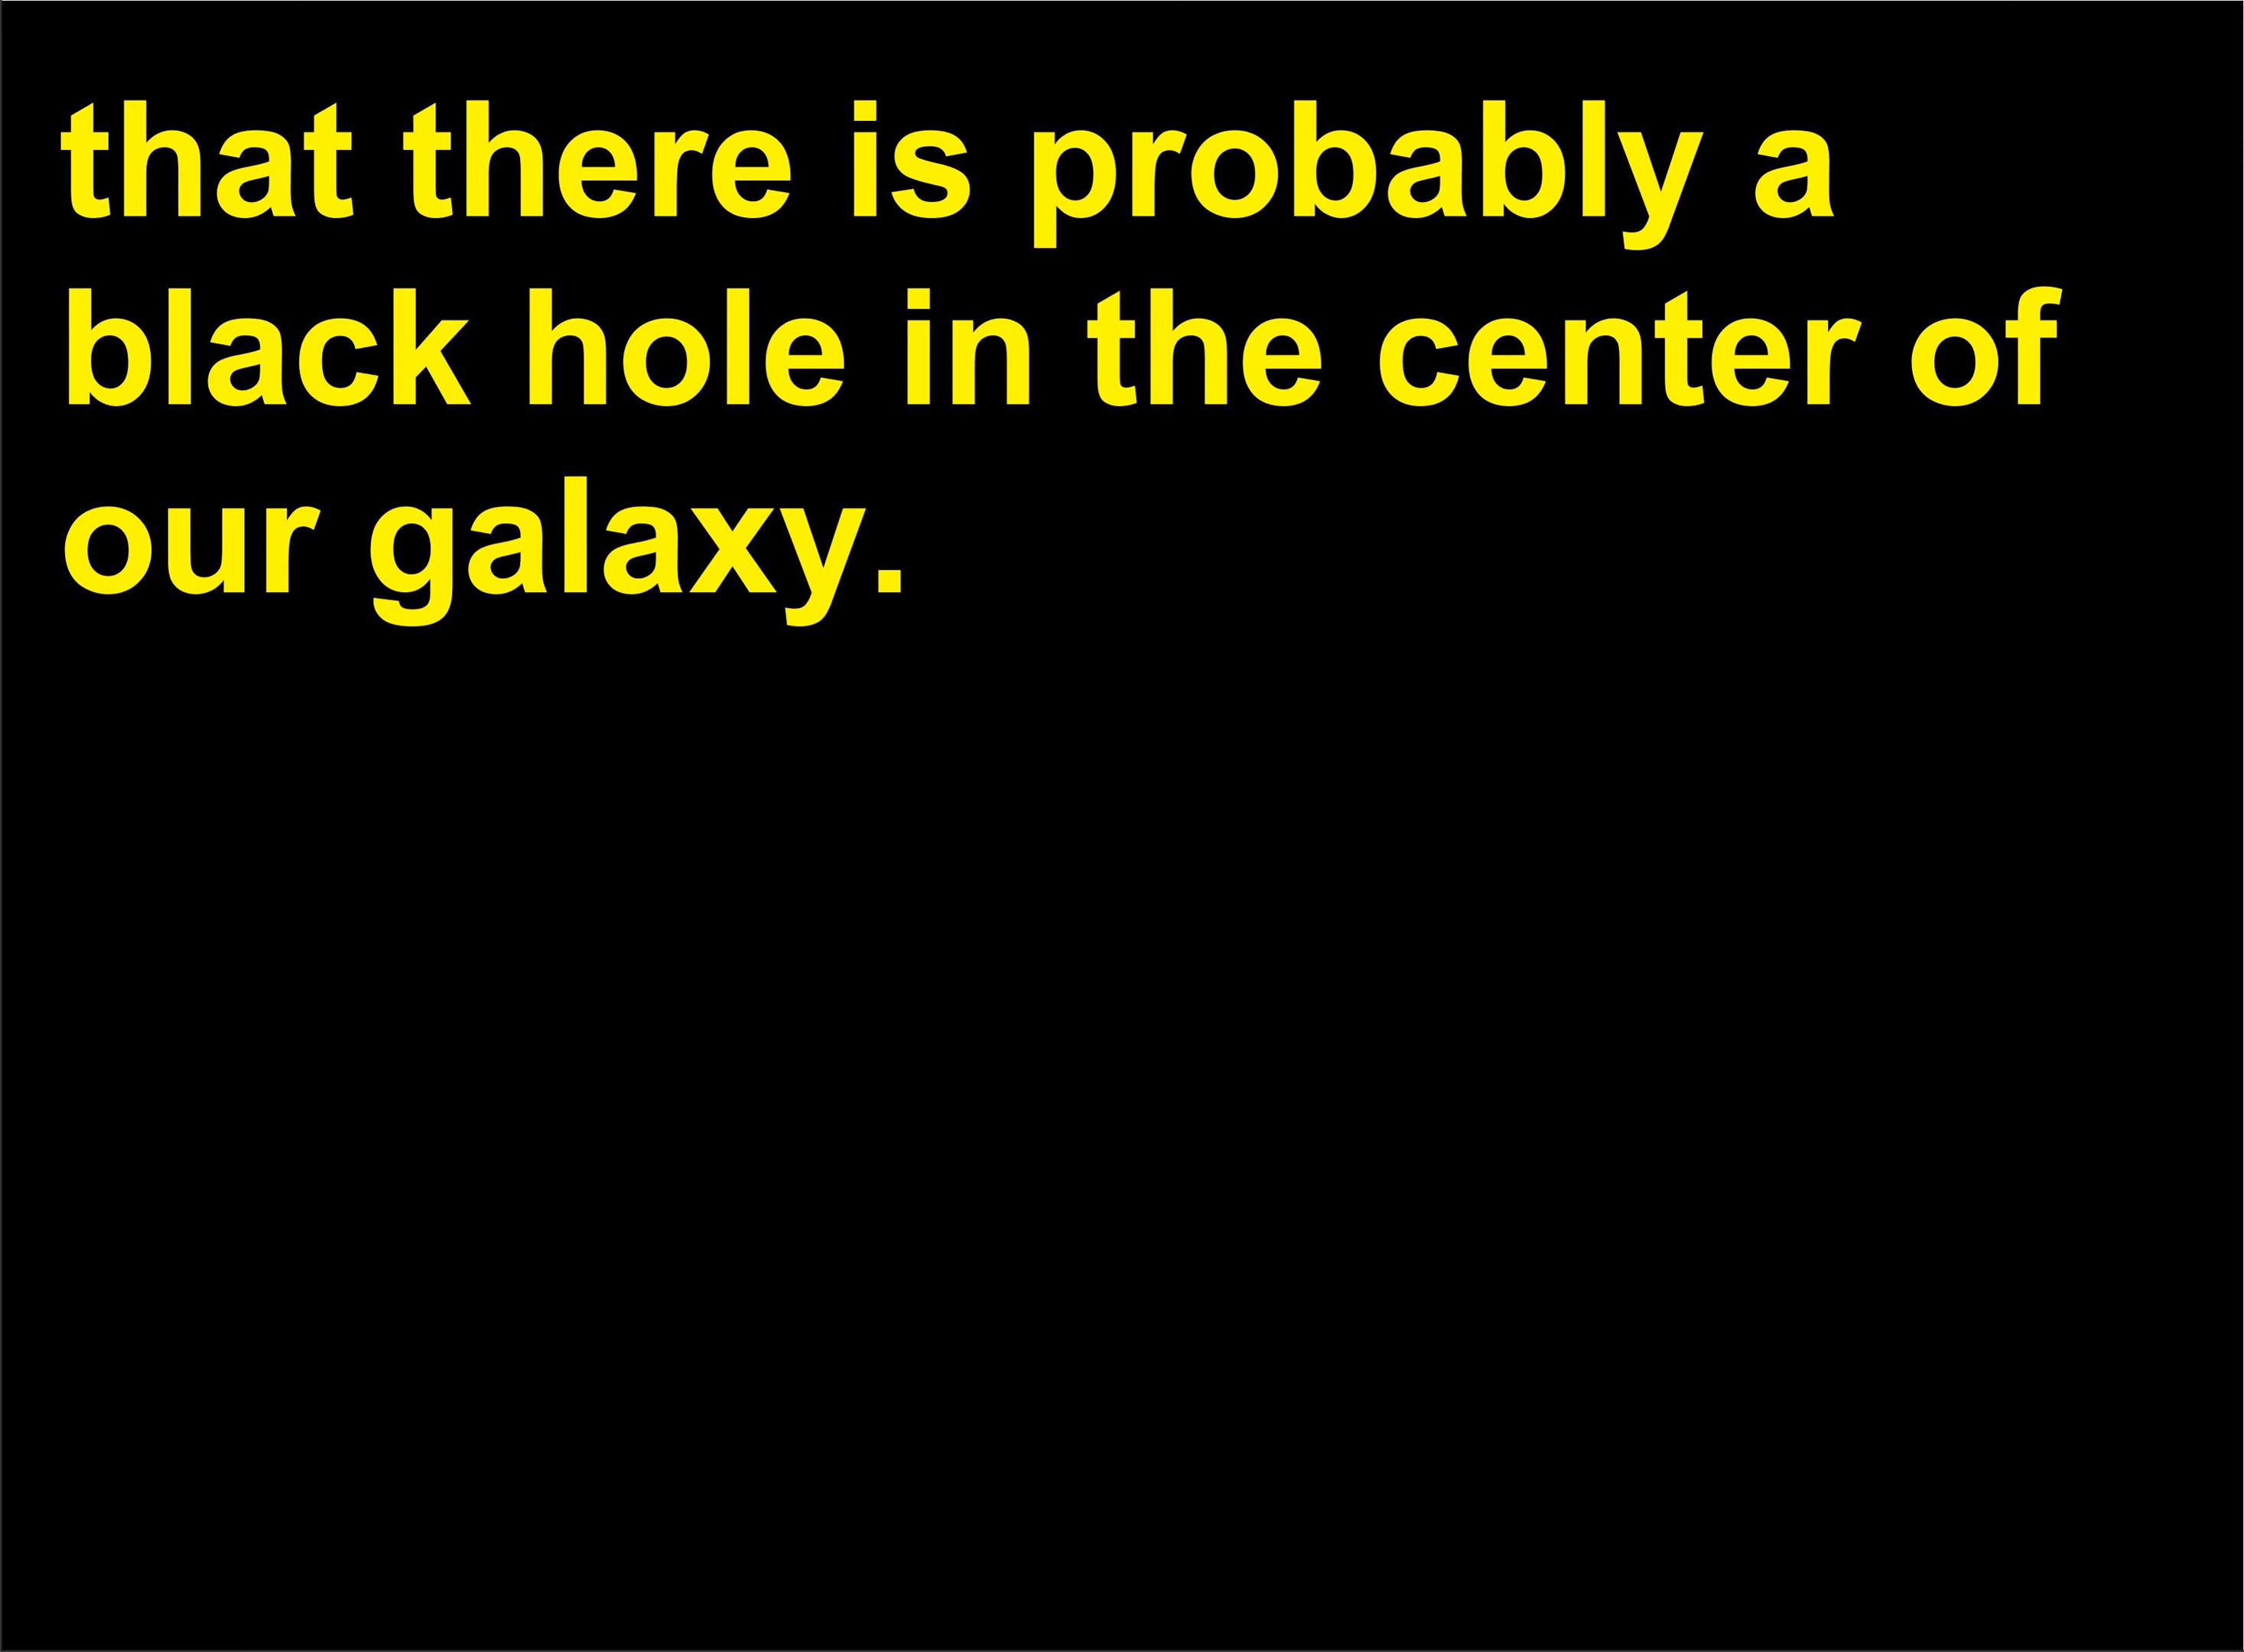 that there is probably a
black hole in the center of
our galaxy.